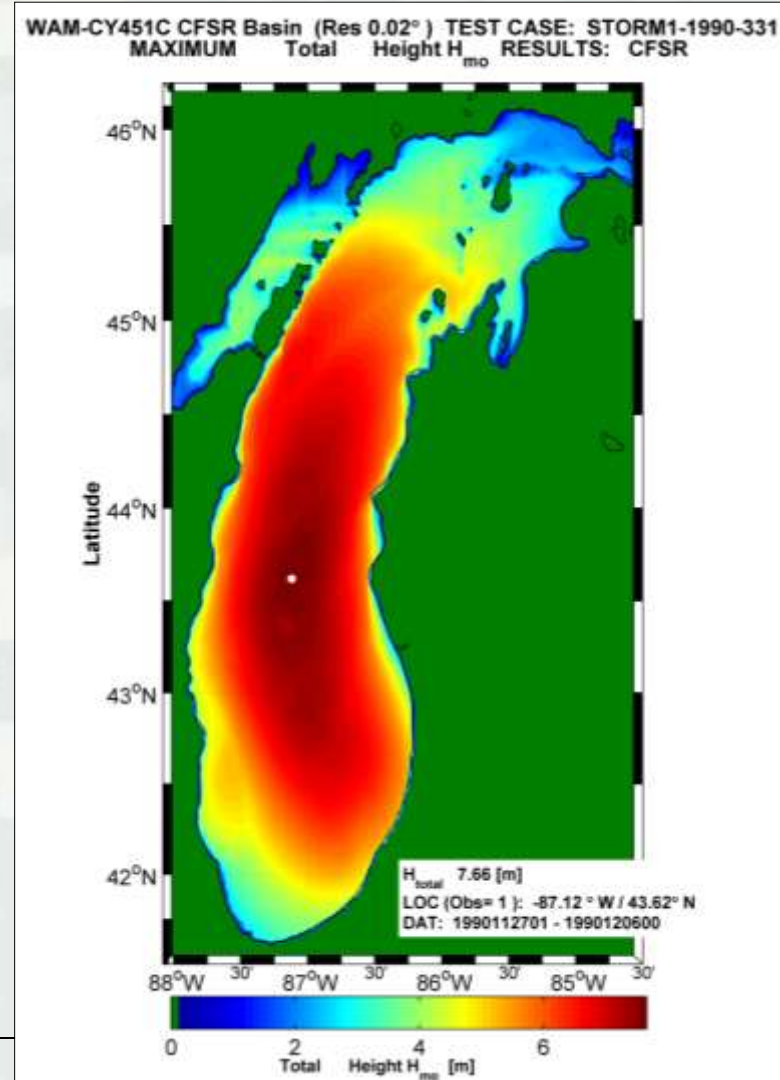 WAM-CY451C CFSR Basin (Res 0.02° ) TEST CASE: STORM1-1990-331
MAXIMUM Total Height Hmo RESULTS: CFSR
46°N
45°N
44°N
43°N
42°N
Latitude
Htotal 7.66 [m]
LOC (Obs= 1 ): -87.12 ° W / 43.62° N
DAT: 1990112701 - 1990120600
88°W 30' 87°W 30' 86°W 30' 85°W 30'
0 2 4 6
Total Height Hmo [m]